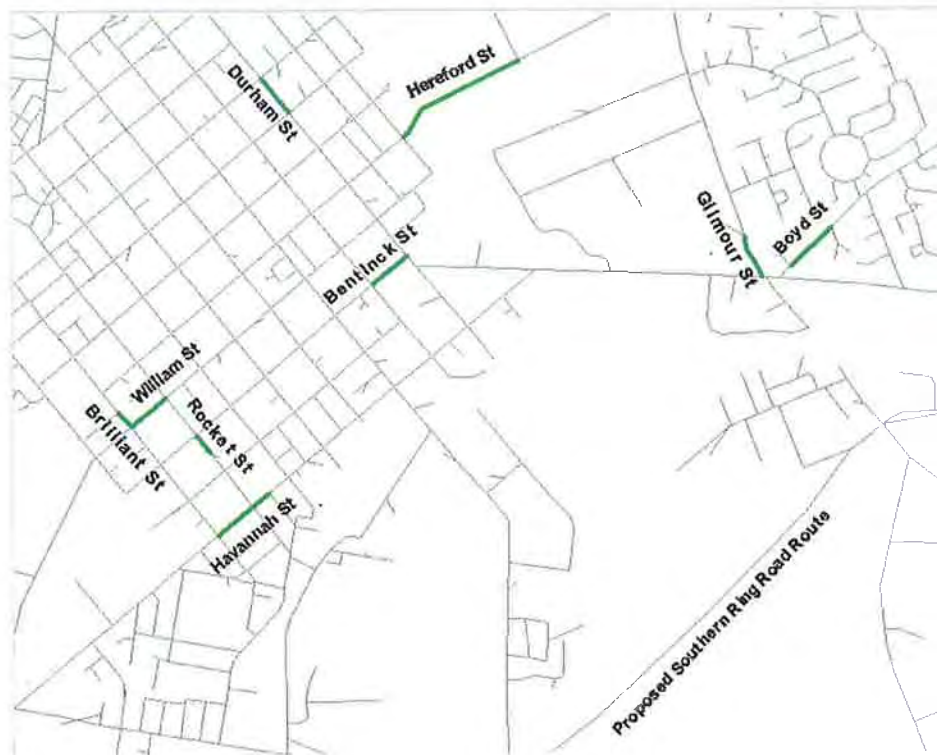 Durham St
Hereford St
Gilmour St
Boyd St
Bentinck St
William St
Brilliant St
Rocket St
Havannah St
Proposed Southern Ring Road Route